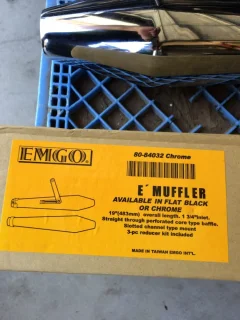 EMGO.
80-84032 Chrome
E' MUFFLER
AVAILABLE IN FLAT BLACK
OR CHROME
19"(483mm) overall length. 1 3/4"inlet.
Straight through perforated core type baffle.
Slotted channel type mount
3-pc reducer kit included
MADE IN TAIWAN EMGO INT'L.